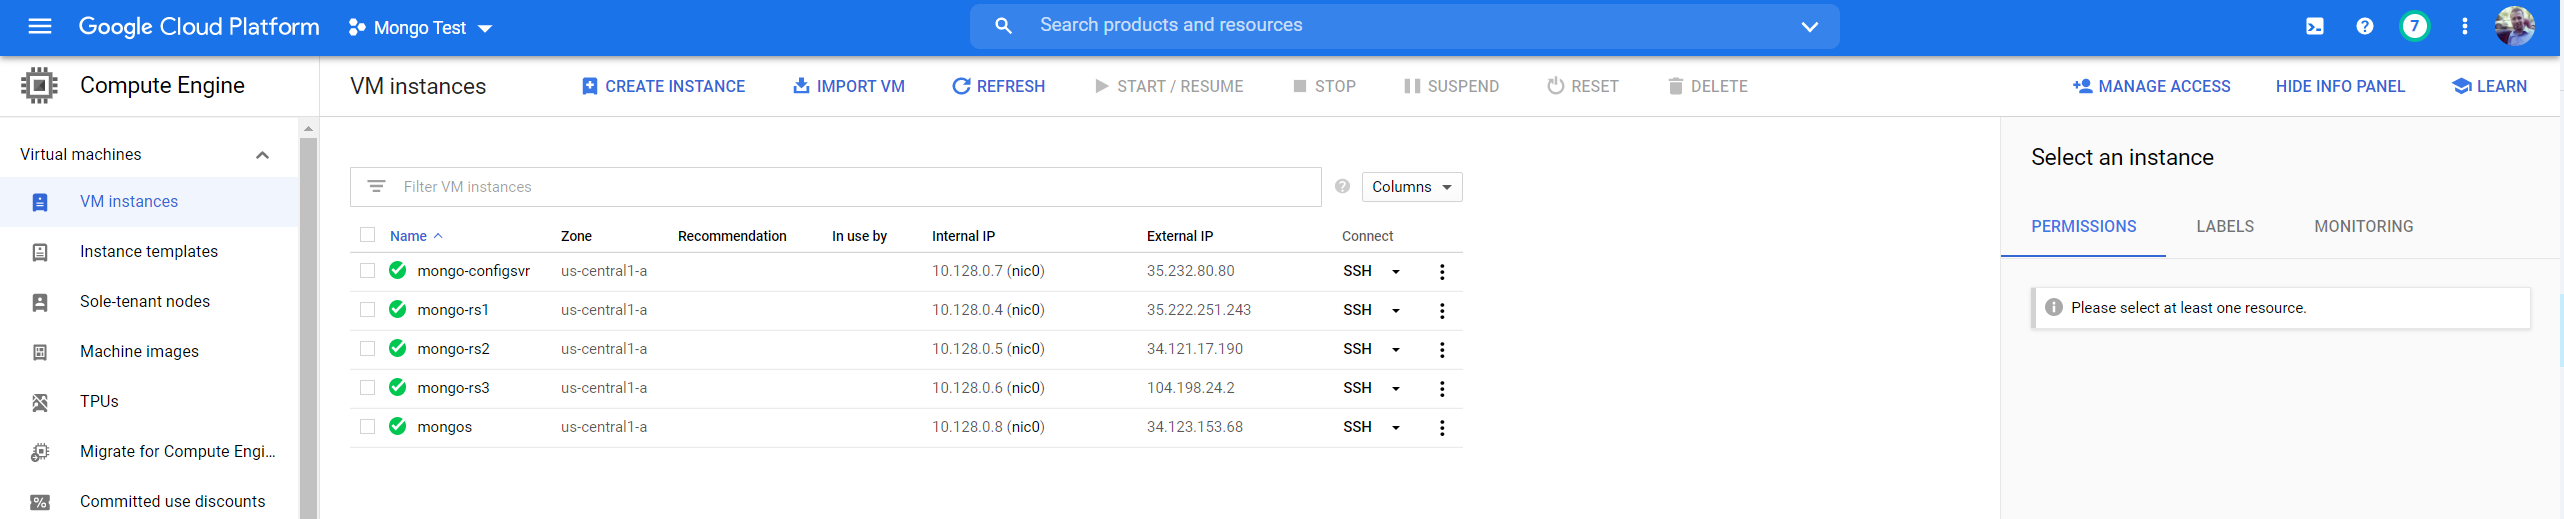 Google Cloud Platform Mongo Test Search products and resources 7
Compute Engine VM instances CREATE INSTANCE IMPORT VM REFRESH START / RESUME STOP SUSPEND RESET DELETE MANAGE ACCESS HIDE INFO PANEL LEARN
Virtual machines
VM instances
Instance templates
Sole-tenant nodes
Machine images
TPUs
Migrate for Compute Engi...
Committed use discounts
Filter VM instances Columns
Name Zone Recommendation In use by Internal IP External IP Connect
mongo-configsvr us-central1-a 10.128.0.7 (nic0) 35.232.80.80 SSH
mongo-rs1 us-central1-a 10.128.0.4 (nic0) 35.222.251.243 SSH
mongo-rs2 us-central1-a 10.128.0.5 (nic0) 34.121.17.190 SSH
mongo-rs3 us-central1-a 10.128.0.6 (nic0) 104.198.24.2 SSH
mongos us-central1-a 10.128.0.8 (nic0) 34.123.153.68 SSH
Select an instance
PERMISSIONS LABELS MONITORING
Please select at least one resource.